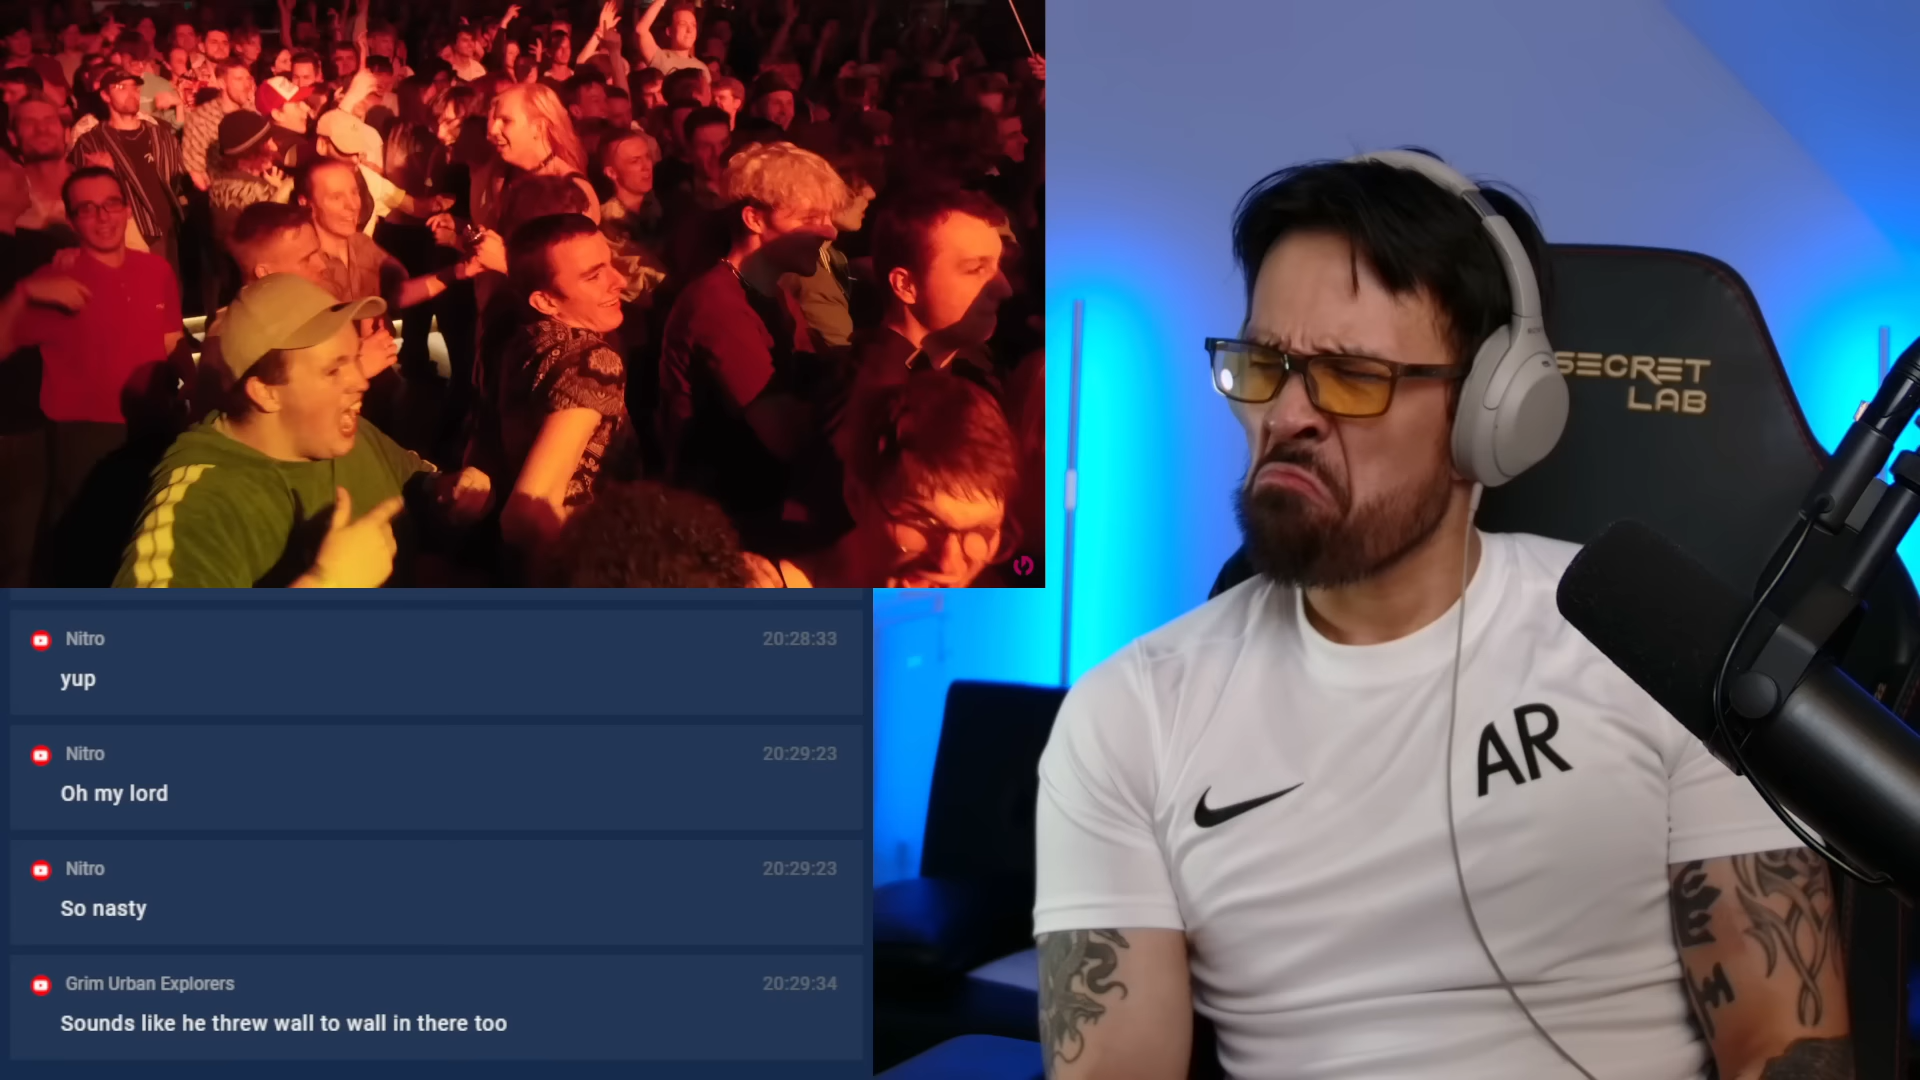 SECRET
LAB
AR
Nitro 20:28:33
yup
Nitro 20:29:23
Oh my lord
Nitro 20:29:23
So nasty
Grim Urban Explorers 20:29:34
Sounds like he threw wall to wall in there too